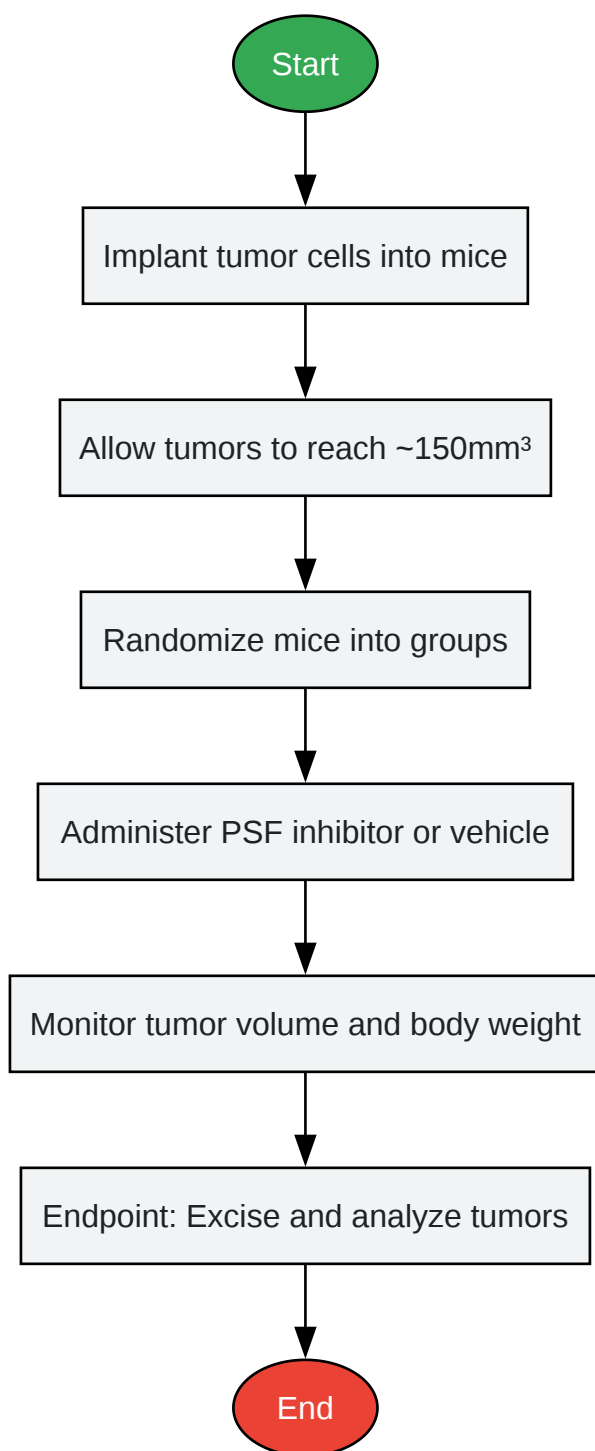 Start
Implant tumor cells into mice
Allow tumors to reach ~150mm³
Randomize mice into groups
Administer PSF inhibitor or vehicle
Monitor tumor volume and body weight
Endpoint: Excise and analyze tumors
End